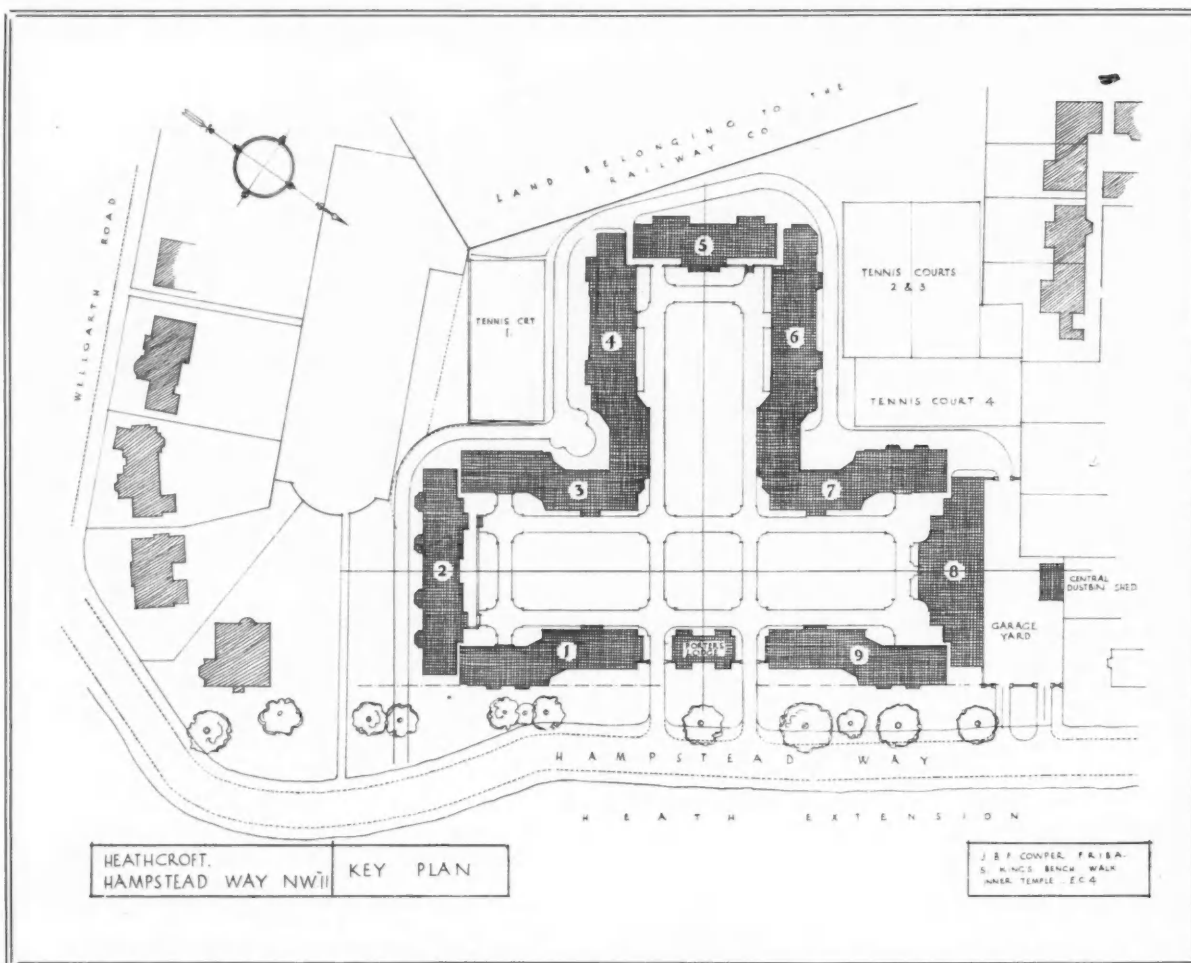 LAND BELONGING TO THE
RAILWAY CO
WELLGARTH ROAD
TENNIS CRT
1.
TENNIS COURTS
2 & 3
TENNIS COURT 4
5
4
6
3
7
2
8
1
9
PORTERS
LODGE
CENTRAL
DUSTBIN SHED
GARAGE
YARD
HAMPSTEAD WAY
HEATH EXTENSION
HEATHCROFT.
HAMPSTEAD WAY NW11
KEY PLAN
J B F COWPER F.R.I.B.A.
5. KINGS BENCH WALK
INNER TEMPLE E.C.4